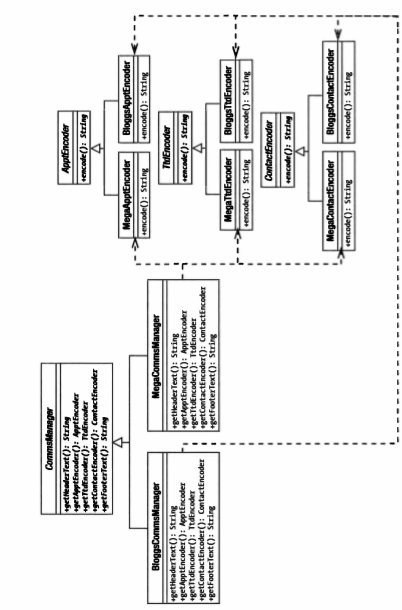 CommsManager
+getHeaderText(): String
+getApptEncoder(): ApptEncoder
+getTtdEncoder(): TtdEncoder
+getContactEncoder(): ContactEncoder
+getFooterText(): String
BloggsCommsManager
+getHeaderText(): String
+getApptEncoder(): ApptEncoder
+getTtdEncoder(): TtdEncoder
+getContactEncoder(): ContactEncoder
+getFooterText(): String
MegaCommsManager
+getHeaderText(): String
+getApptEncoder(): ApptEncoder
+getTtdEncoder(): TtdEncoder
+getContactEncoder(): ContactEncoder
+getFooterText(): String
ApptEncoder
+encode(): String
MegaApptEncoder
+encode(): String
BloggsApptEncoder
+encode(): String
TtdEncoder
+encode(): String
MegaTtdEncoder
+encode(): String
BloggsTtdEncoder
+encode(): String
ContactEncoder
+encode(): String
MegaContactEncoder
+encode(): String
BloggsContactEncoder
+encode(): String